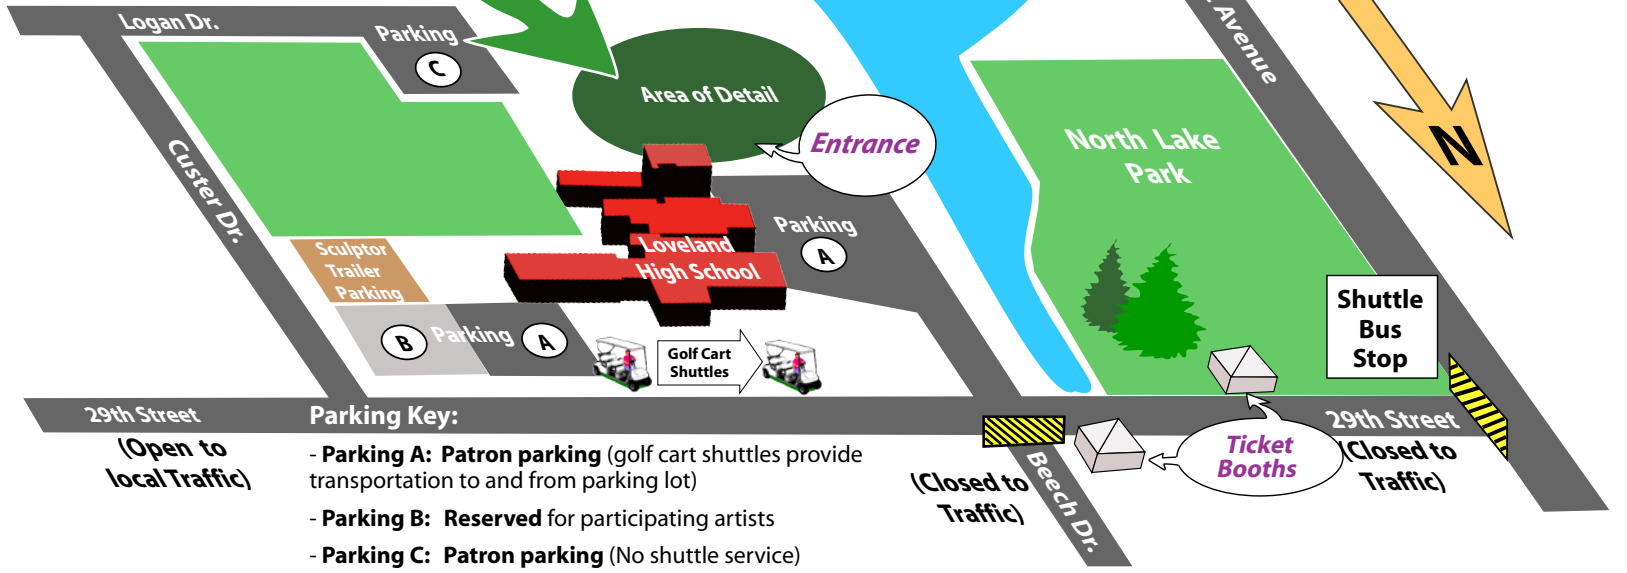 Logan Dr.
Parking
C
Area of Detail
Avenue
Entrance
N
North Lake
Park
Custer Dr.
Parking
A
Sculptor
Trailer
Parking
Loveland
High School
B Parking A
Golf Cart
Shuttles
Shuttle
Bus
Stop
29th Street
(Open to
local Traffic)
Parking Key:
- Parking A: Patron parking (golf cart shuttles provide
transportation to and from parking lot)
- Parking B: Reserved for participating artists
- Parking C: Patron parking (No shuttle service)
(Closed to
Traffic)
Beech Dr.
Ticket
Booths
29th Street
(Closed to
Traffic)